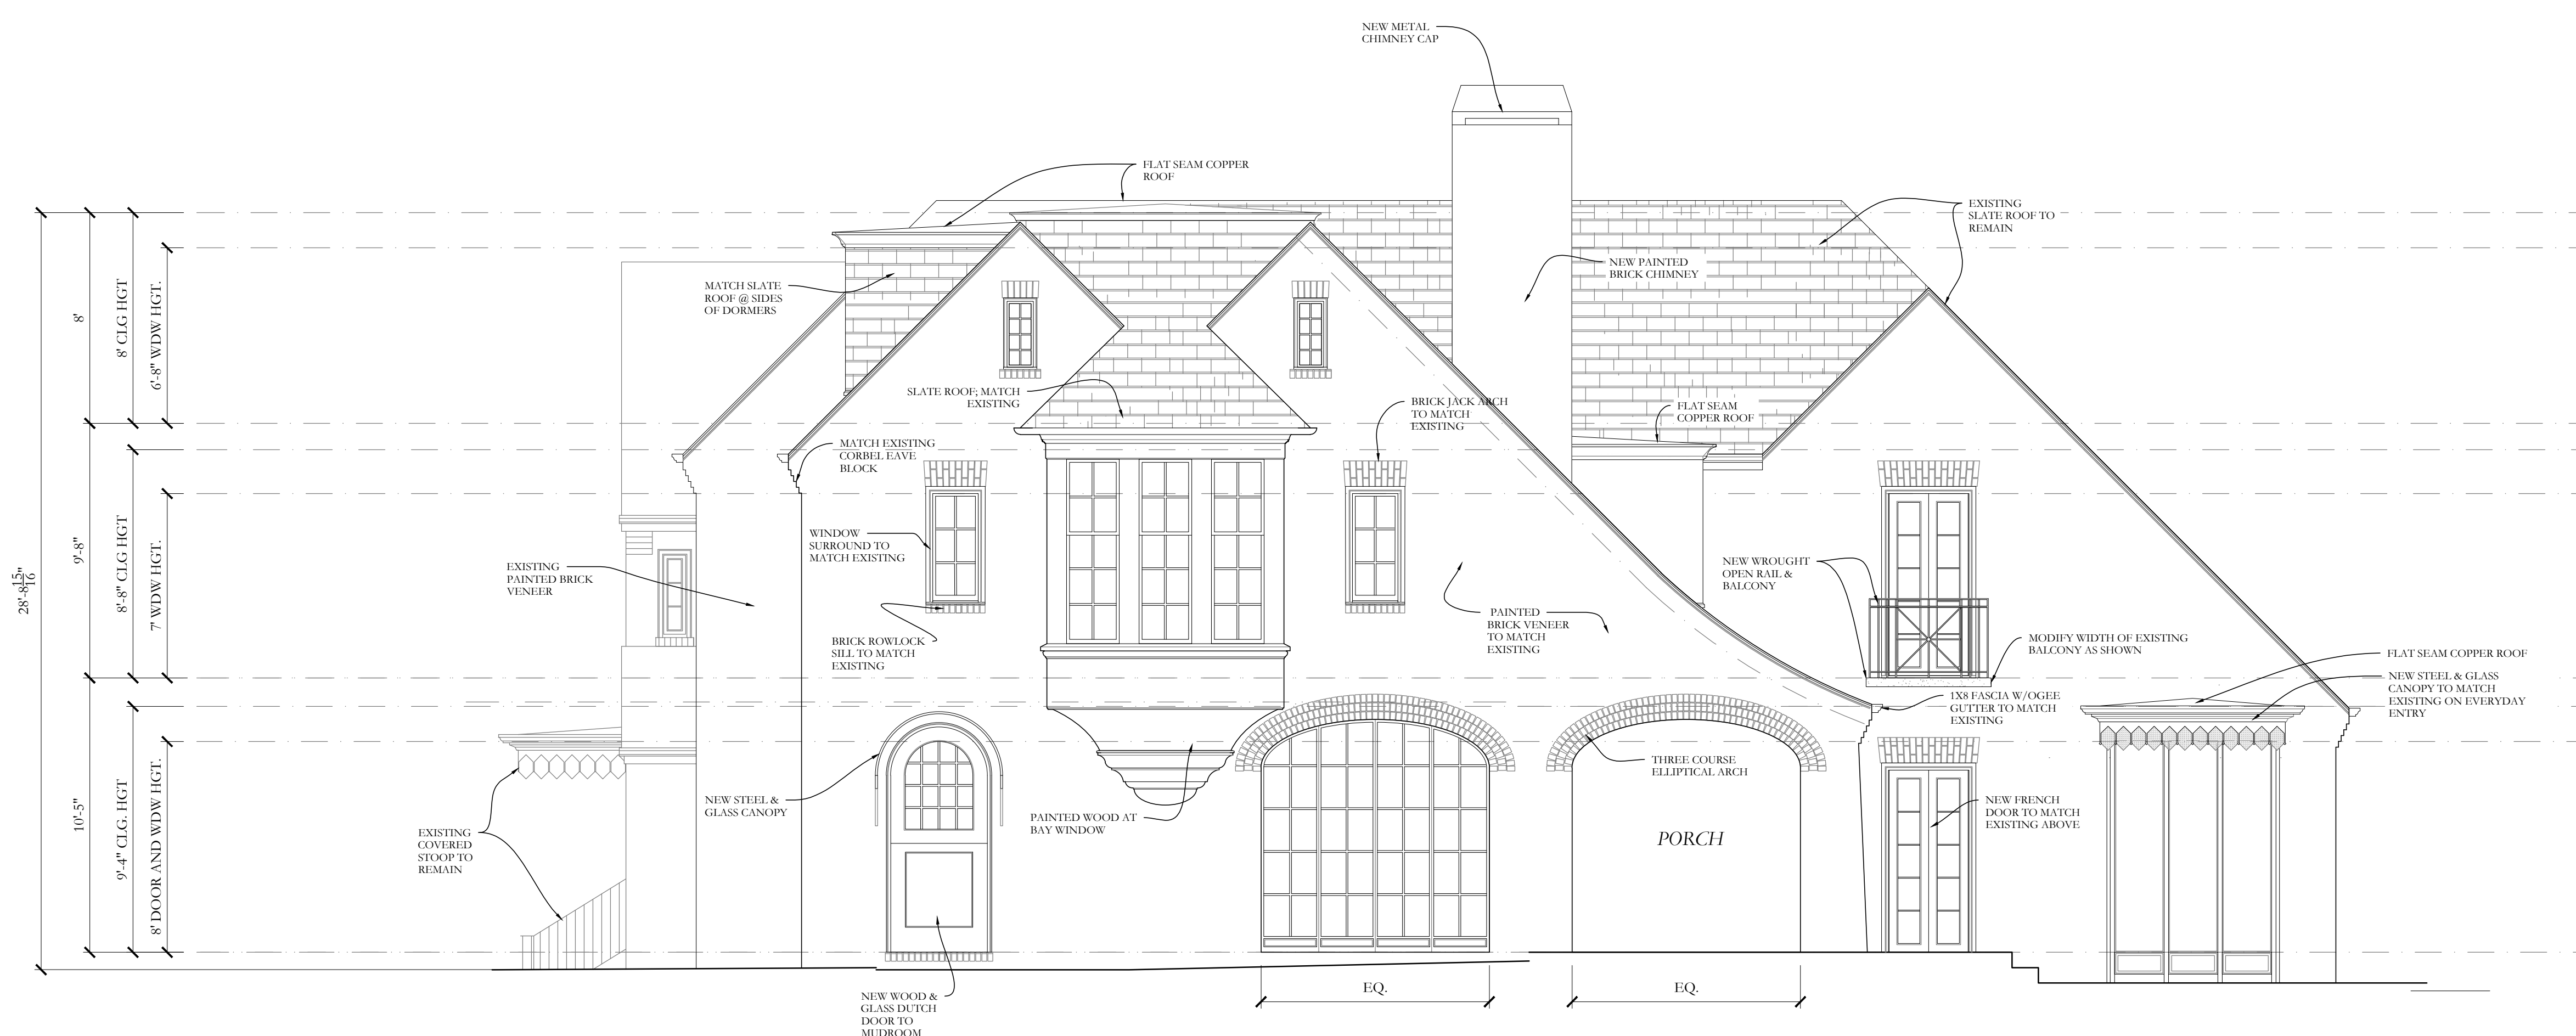 NEW METAL
CHIMNEY CAP
FLAT SEAM COPPER
ROOF
EXISTING
SLATE ROOF TO
REMAIN
NEW PAINTED
BRICK CHIMNEY
MATCH SLATE
ROOF @ SIDES
OF DORMERS
SLATE ROOF; MATCH
EXISTING
BRICK JACK ARCH
TO MATCH
EXISTING
FLAT SEAM
COPPER ROOF
MATCH EXISTING
CORBEL EAVE
BLOCK
WINDOW
SURROUND TO
MATCH EXISTING
EXISTING
PAINTED BRICK
VENEER
BRICK ROWLOCK
SILL TO MATCH
EXISTING
PAINTED
BRICK VENEER
TO MATCH
EXISTING
NEW WROUGHT
OPEN RAIL &
BALCONY
MODIFY WIDTH OF EXISTING
BALCONY AS SHOWN
FLAT SEAM COPPER ROOF
NEW STEEL & GLASS
CANOPY TO MATCH
EXISTING ON EVERYDAY
ENTRY
1X8 FASCIA W/OGEE
GUTTER TO MATCH
EXISTING
THREE COURSE
ELLIPTICAL ARCH
NEW STEEL &
GLASS CANOPY
PAINTED WOOD AT
BAY WINDOW
PORCH
NEW FRENCH
DOOR TO MATCH
EXISTING ABOVE
EXISTING
COVERED
STOOP TO
REMAIN
NEW WOOD &
GLASS DUTCH
DOOR TO
MUDROOM
EQ.
EQ.
28'-8 15/16"
8'
8' CLG HGT
6'-8" WDW HGT.
9'-8"
8'-8" CLG HGT
7' WDW HGT.
10'-5"
9'-4" CLG. HGT
8' DOOR AND WDW HGT.